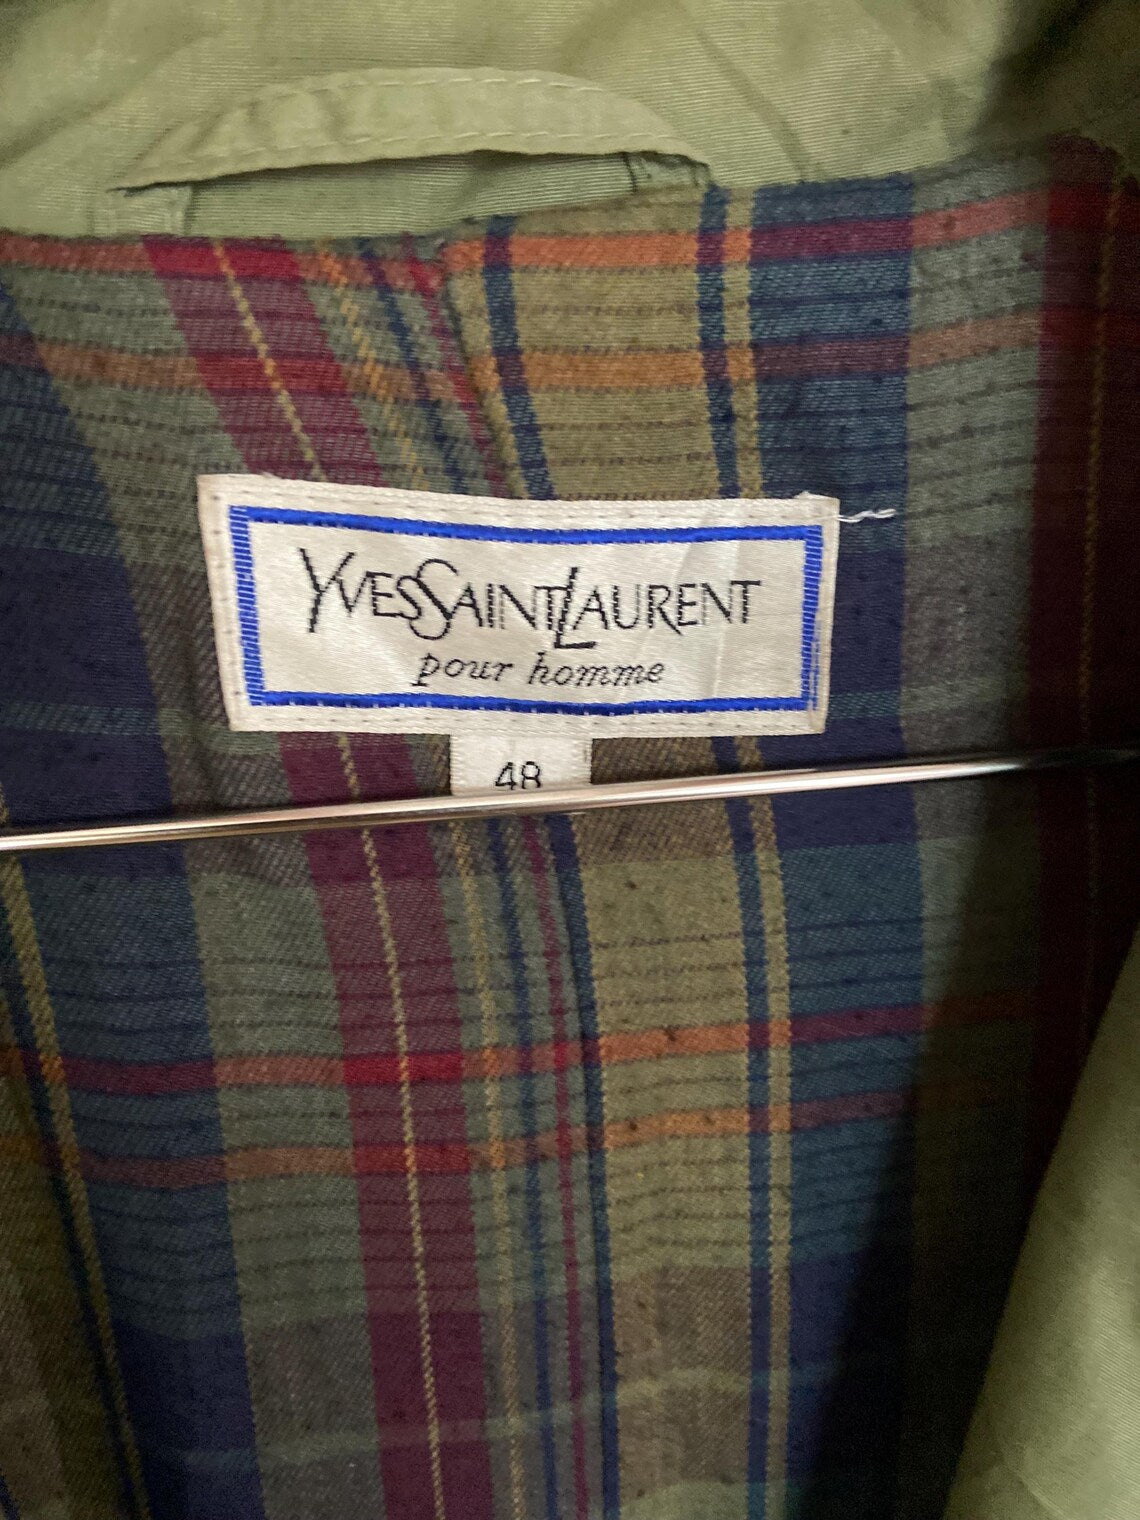 YVESSAINTLAURENT
pour homme
48